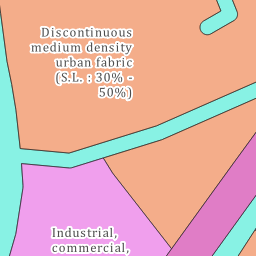 Discontinuous
medium density
urban fabric
(S.L. : 30% -
50%)
Industrial,
commercial,